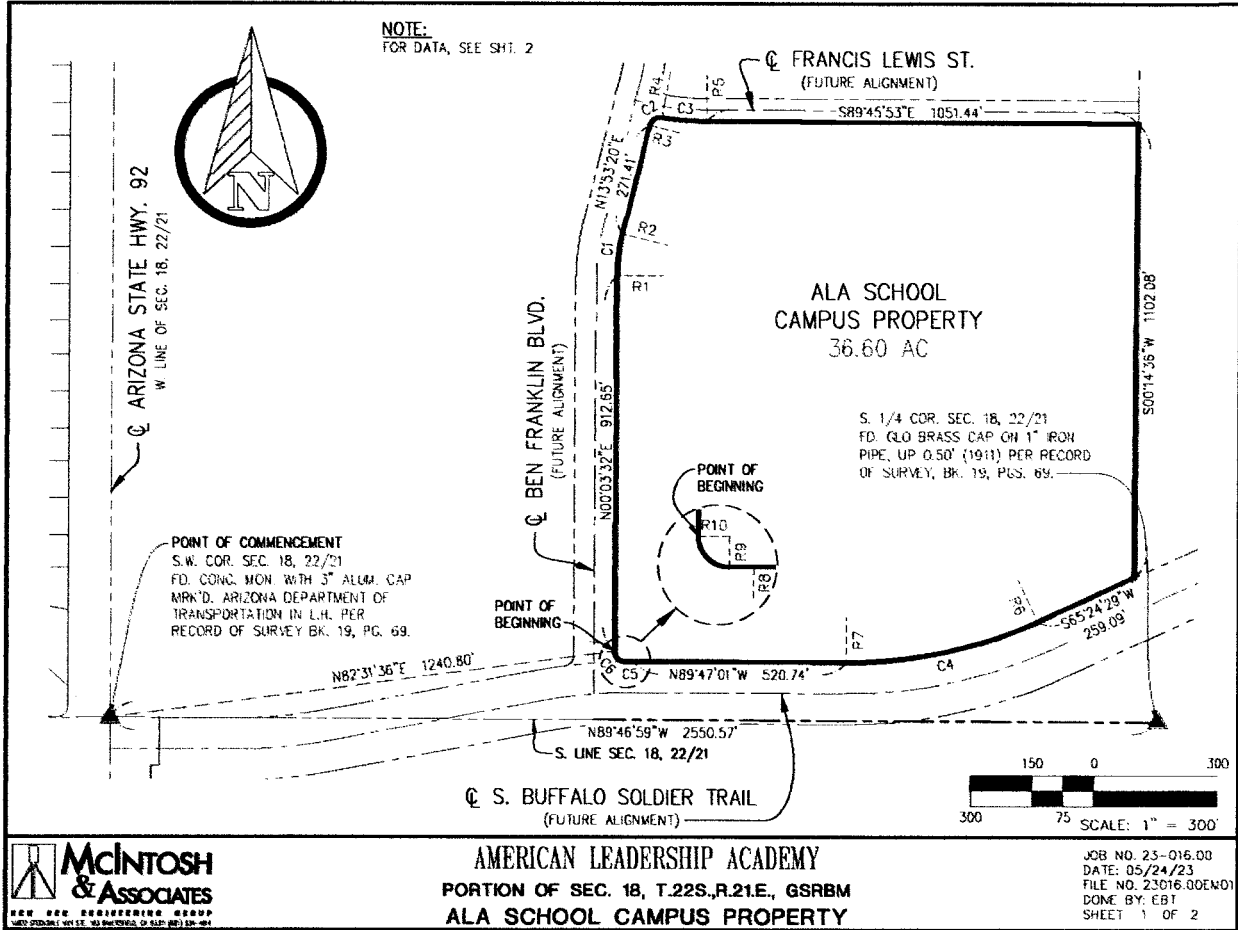 NOTE:
FOR DATA, SEE SHT. 2
N
℄ ARIZONA STATE HWY. 92
W. LINE OF SEC. 18, 22/21
℄ FRANCIS LEWIS ST.
(FUTURE ALIGNMENT)
R4
R5
C2
C3
R3
S89°45'53"E 1051.44'
N13°53'20"E
271.41'
C1
R2
R1
℄ BEN FRANKLIN BLVD.
(FUTURE ALIGNMENT)
N00°03'32"E 912.65'
ALA SCHOOL
CAMPUS PROPERTY
36.60 AC
S00°14'36"W 1102.08'
S. 1/4 COR. SEC. 18, 22/21
FD. GLO BRASS CAP ON 1" IRON
PIPE, UP 0.50' (1911) PER RECORD
OF SURVEY, BK. 19, PGS. 69.
POINT OF
BEGINNING
R10
R9
R8
POINT OF COMMENCEMENT
S.W. COR. SEC. 18, 22/21
FD. CONC. MON. WITH 3" ALUM. CAP
MRK'D. ARIZONA DEPARTMENT OF
TRANSPORTATION IN L.H. PER
RECORD OF SURVEY BK. 19, PG. 69.
POINT OF
BEGINNING
R6
R7
S65°24'29"W
259.09'
C4
C6
C5
N89°47'01"W 520.74'
N82°31'36"E 1240.80'
N89°46'59"W 2550.57'
S. LINE SEC. 18, 22/21
℄ S. BUFFALO SOLDIER TRAIL
(FUTURE ALIGNMENT)
150 0 300
300 75
SCALE: 1" = 300'
MCINTOSH
& ASSOCIATES
AMERICAN LEADERSHIP ACADEMY
PORTION OF SEC. 18, T.22S.,R.21E., GSRBM
ALA SCHOOL CAMPUS PROPERTY
JOB NO. 23-016.00
DATE: 05/24/23
FILE NO. 23016.00EM01
DONE BY: EBT
SHEET 1 OF 2